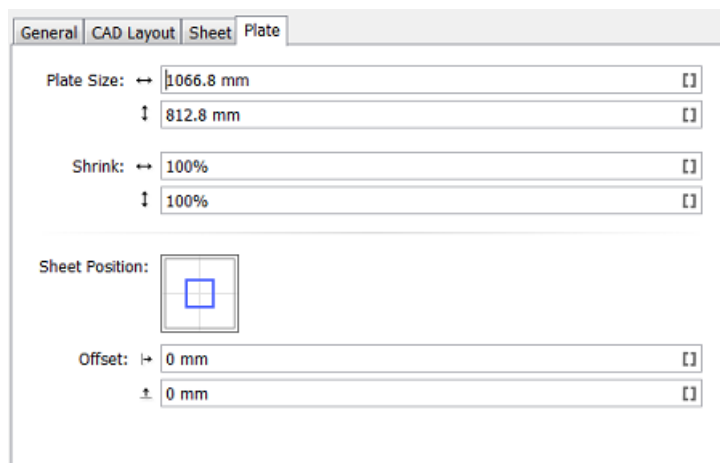 General CAD Layout Sheet Plate
Plate Size: ↔ 1066.8 mm []
↕ 812.8 mm []
Shrink: ↔ 100% []
↕ 100% []
Sheet Position:
Offset: 0 mm []
0 mm []